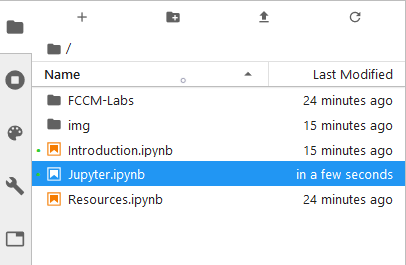 /
Name Last Modified
FCCM-Labs 24 minutes ago
img 15 minutes ago
Introduction.ipynb 15 minutes ago
Jupyter.ipynb in a few seconds
Resources.ipynb 24 minutes ago